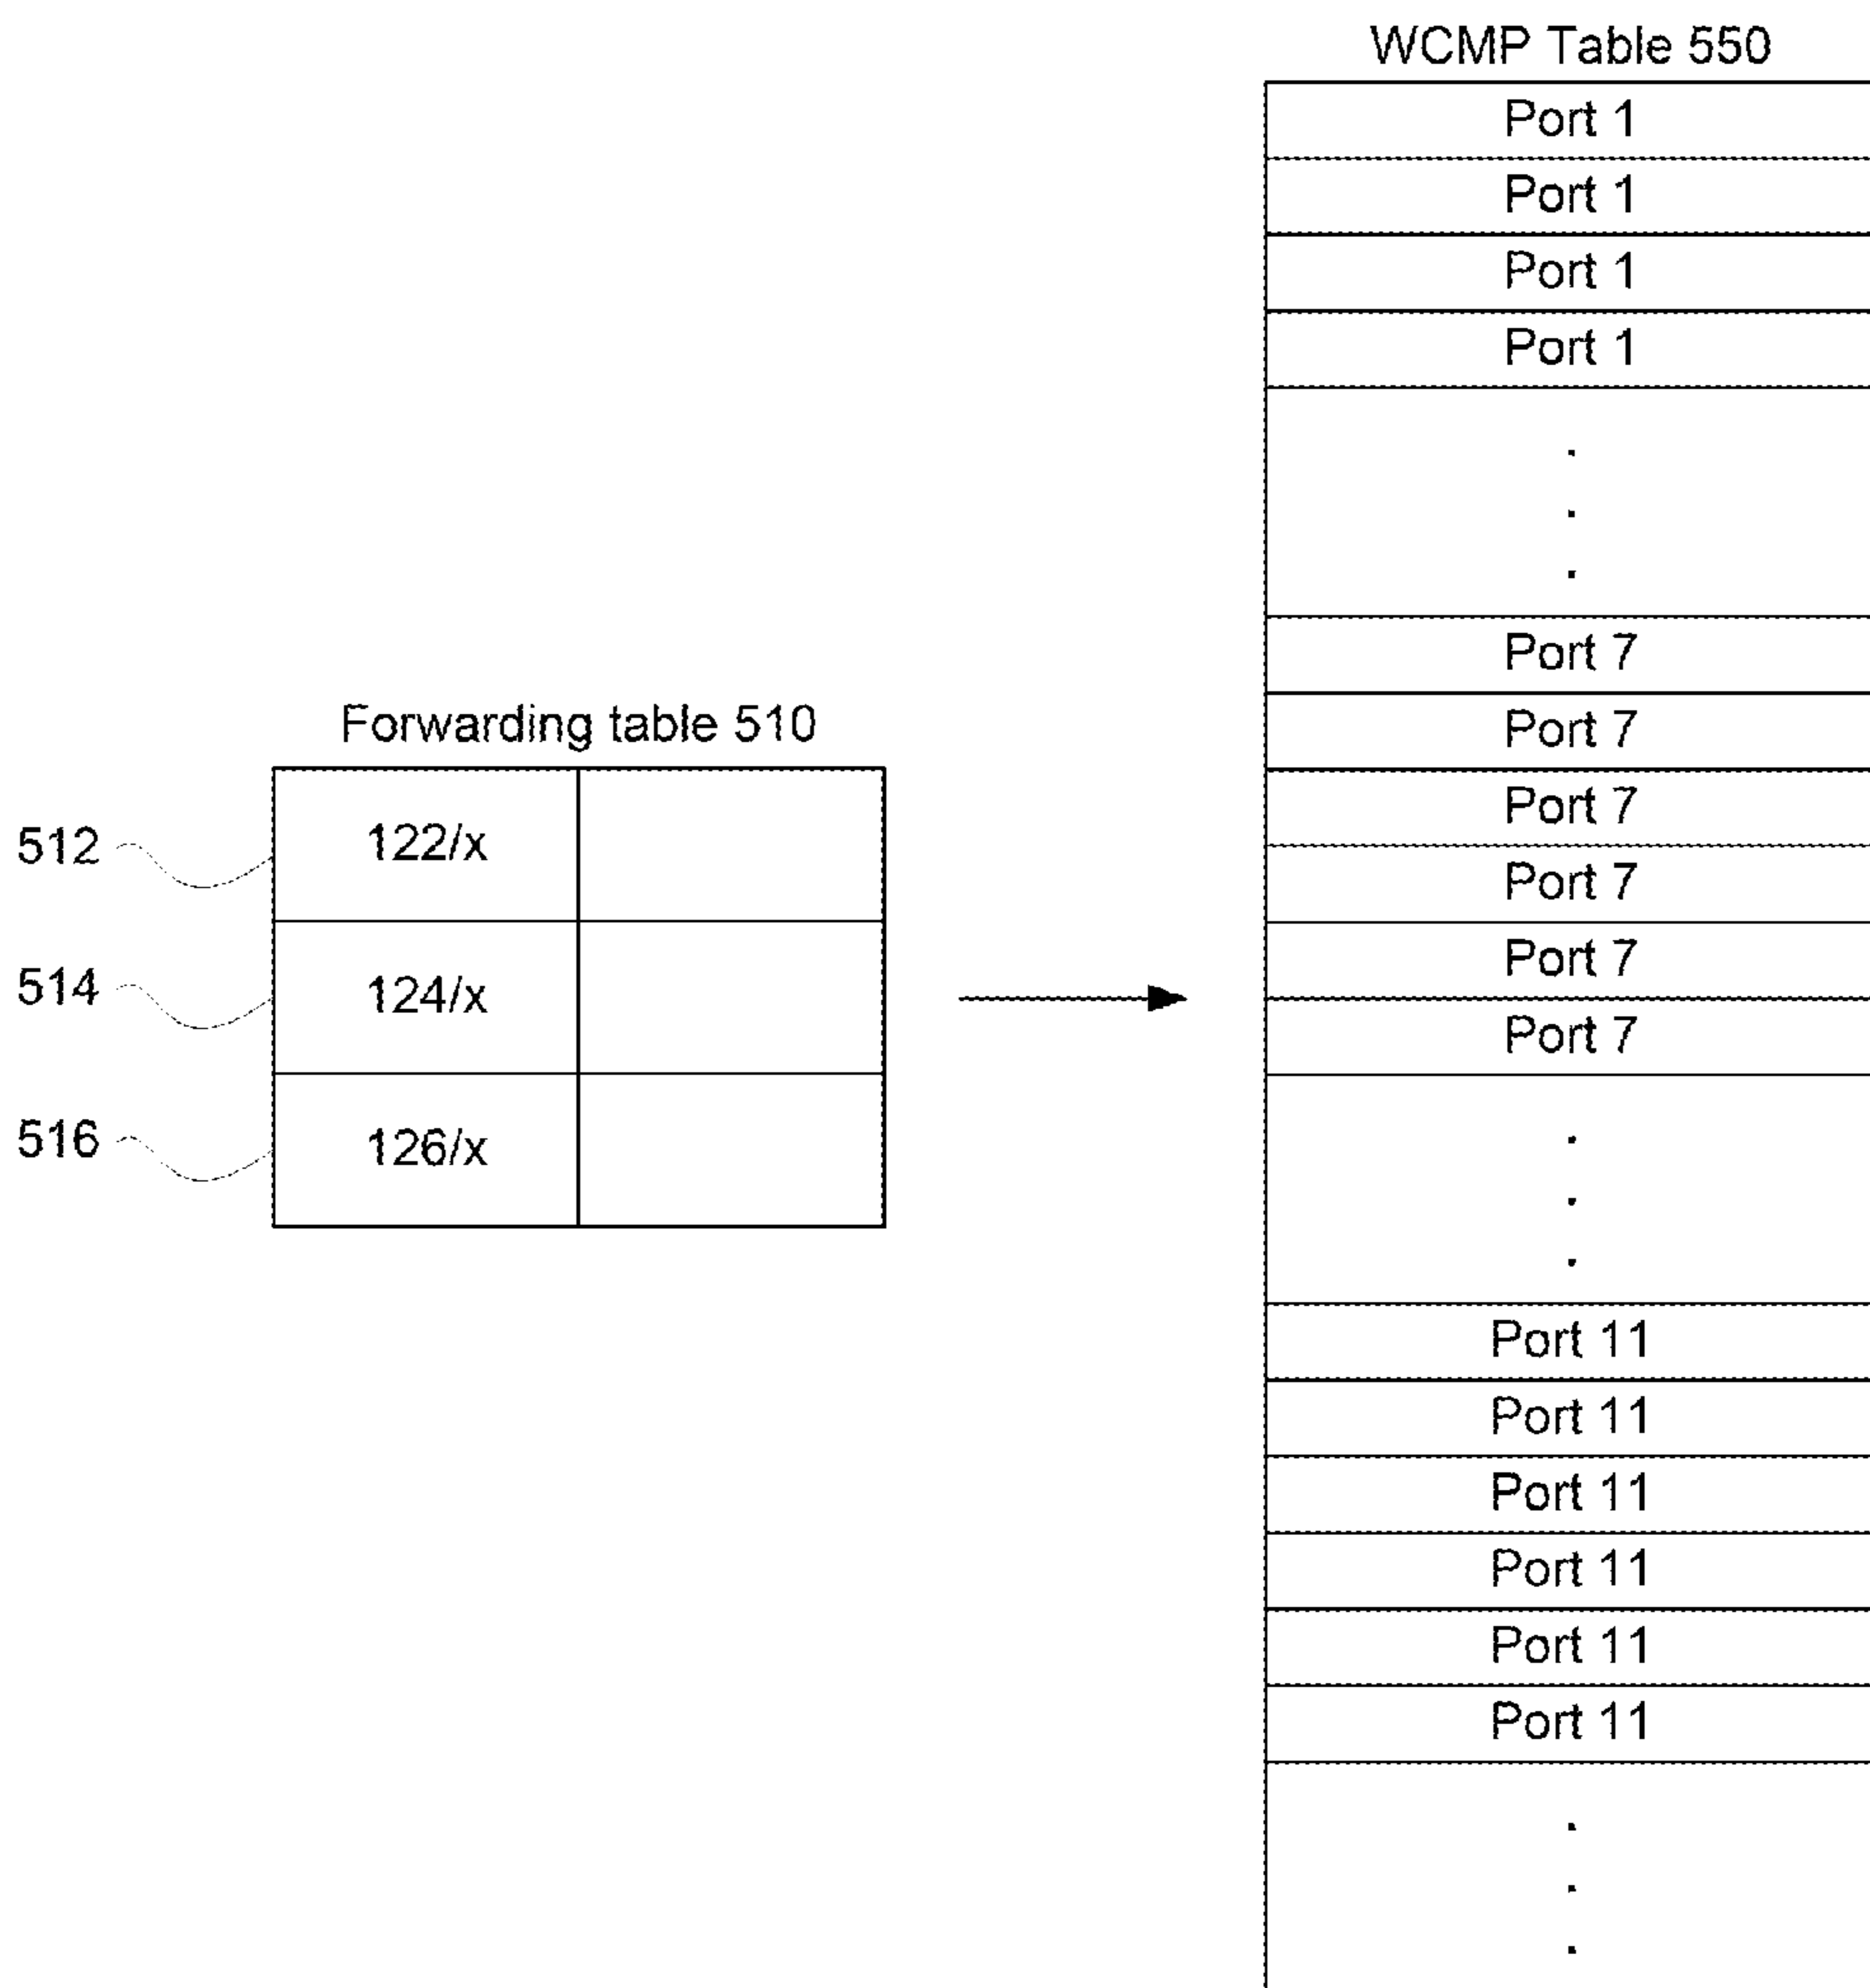 WCMP Table 550
Port 1
Port 1
Port 1
Port 1
.
.
.
Port 7
Port 7
Port 7
Port 7
Port 7
Port 7
.
.
.
Port 11
Port 11
Port 11
Port 11
Port 11
Port 11
.
.
.
Forwarding table 510
512 122/x
514 124/x
516 126/x